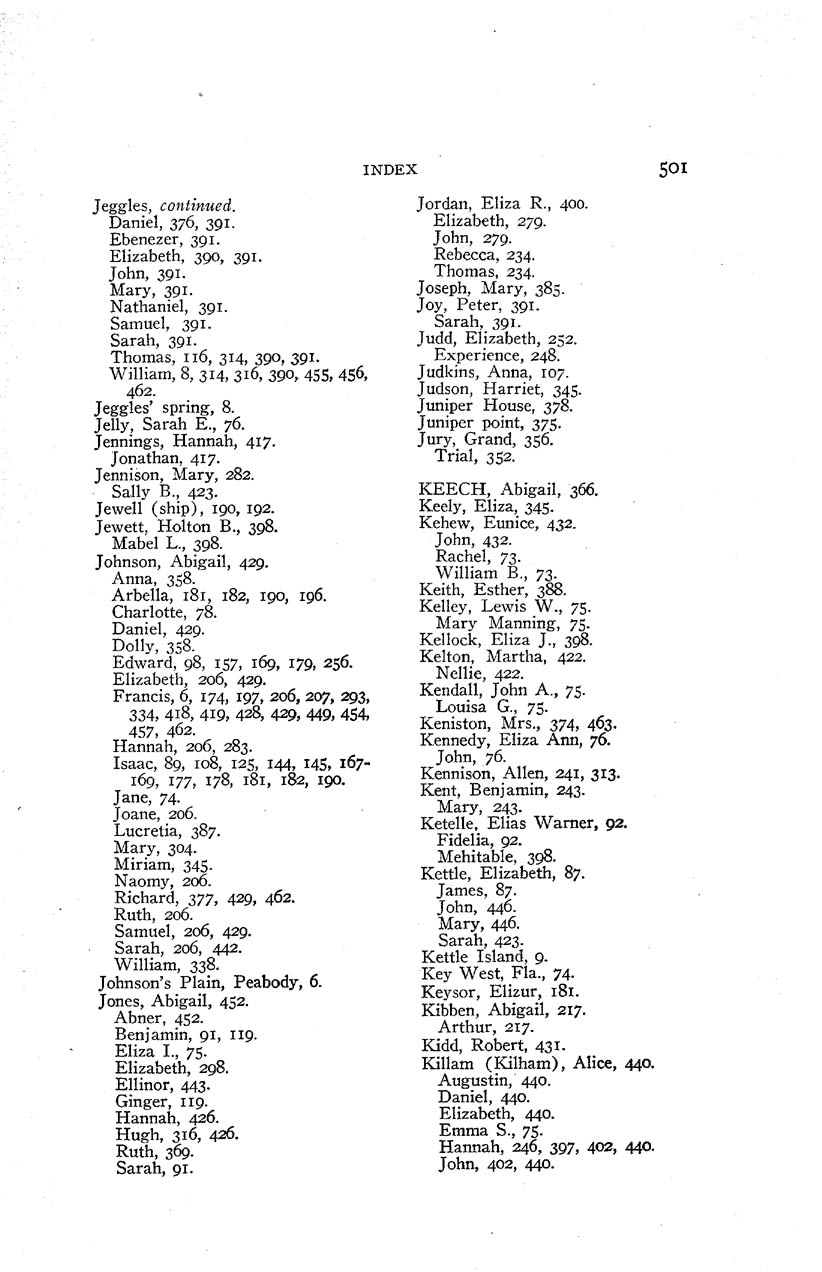 INDEX 501
Jeggles, continued.
Daniel, 376, 391.
Ebenezer, 391.
Elizabeth, 390, 391.
John, 391.
Mary, 391.
Nathaniel, 391.
Samuel, 391.
Sarah, 391.
Thomas, 116, 314, 390, 391.
William, 8, 314, 316, 390, 455, 456,
462.
Jeggles' spring, 8.
Jelly, Sarah E., 76.
Jennings, Hannah, 417.
Jonathan, 417.
Jennison, Mary, 282.
Sally B., 423.
Jewell (ship), 190, 192.
Jewett, Holton B., 398.
Mabel L., 398.
Johnson, Abigail, 429.
Anna, 358.
Arbella, 181, 182, 190, 196.
Charlotte, 78.
Daniel, 429.
Dolly, 358.
Edward, 98, 157, 169, 179, 256.
Elizabeth, 206, 429.
Francis, 6, 174, 197, 206, 207, 293,
334, 418, 419, 428, 429, 449, 454,
457, 462.
Hannah, 206, 283.
Isaac, 89, 108, 125, 144, 145, 167-
169, 177, 178, 181, 182, 190.
Jane, 74.
Joane, 206.
Lucretia, 387.
Mary, 304.
Miriam, 345.
Naomy, 206.
Richard, 377, 429, 462.
Ruth, 206.
Samuel, 206, 429.
Sarah, 206, 442.
William, 338.
Johnson's Plain, Peabody, 6.
Jones, Abigail, 452.
Abner, 452.
Benjamin, 91, 119.
Eliza I., 75.
Elizabeth, 298.
Ellinor, 443.
Ginger, 119.
Hannah, 426.
Hugh, 316, 426.
Ruth, 369.
Sarah, 91.
Jordan, Eliza R., 400.
Elizabeth, 279.
John, 279.
Rebecca, 234.
Thomas, 234.
Joseph, Mary, 385.
Joy, Peter, 391.
Sarah, 391.
Judd, Elizabeth, 252.
Experience, 248.
Judkins, Anna, 107.
Judson, Harriet, 345.
Juniper House, 378.
Juniper point, 375.
Jury, Grand, 356.
Trial, 352.
KEECH, Abigail, 366.
Keely, Eliza, 345.
Kehew, Eunice, 432.
John, 432.
Rachel, 73.
William B., 73.
Keith, Esther, 388.
Kelley, Lewis W., 75.
Mary Manning, 75.
Kellock, Eliza J., 398.
Kelton, Martha, 422.
Nellie, 422.
Kendall, John A., 75.
Louisa G., 75.
Keniston, Mrs., 374, 463.
Kennedy, Eliza Ann, 76.
John, 76.
Kennison, Allen, 241, 313.
Kent, Benjamin, 243.
Mary, 243.
Ketelle, Elias Warner, 92.
Fidelia, 92.
Mehitable, 398.
Kettle, Elizabeth, 87.
James, 87.
John, 446.
Mary, 446.
Sarah, 423.
Kettle Island, 9.
Key West, Fla., 74.
Keysor, Elizur, 181.
Kibben, Abigail, 217.
Arthur, 217.
Kidd, Robert, 431.
Killam (Kilham), Alice, 440.
Augustin, 440.
Daniel, 440.
Elizabeth, 440.
Emma S., 75.
Hannah, 246, 397, 402, 440.
John, 402, 440.